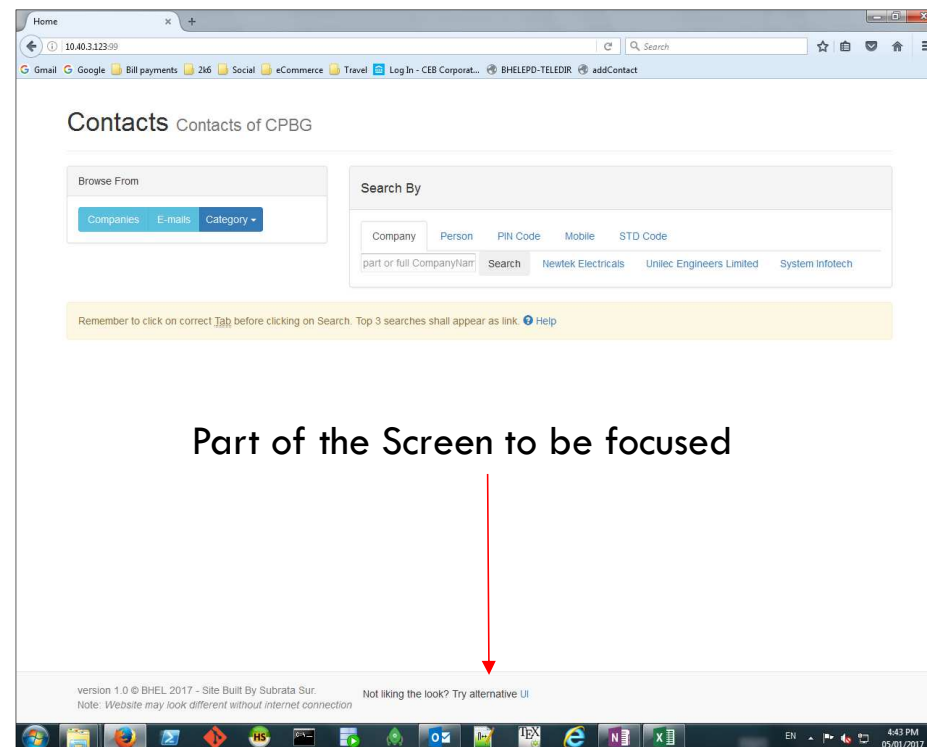 Home
10.40.3.123:99
Search
Gmail Google Bill payments 2k6 Social eCommerce Travel Log In - CEB Corporat... BHELEPD-TELEDIR addContact
Contacts Contacts of CPBG
Browse From
Companies E-mails Category
Search By
Company Person PIN Code Mobile STD Code
part or full CompanyNam Search Newtek Electricals Unilec Engineers Limited System Infotech
Remember to click on correct Tab before clicking on Search. Top 3 searches shall appear as link. Help
Part of the Screen to be focused
version 1.0 © BHEL 2017 - Site Built By Subrata Sur.
Note: Website may look different without internet connection
Not liking the look? Try alternative UI
HS
TEX
EN
4:43 PM
05/01/2017